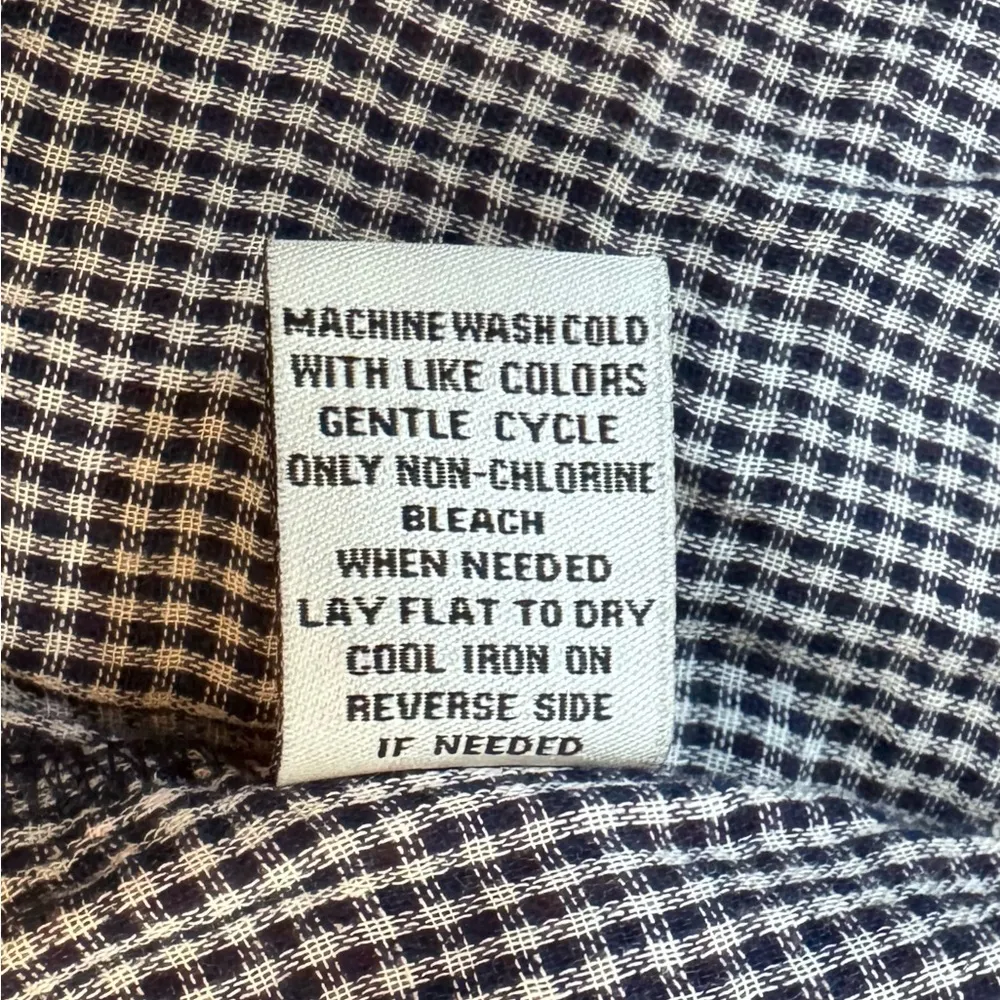 MACHINE WASH COLD
WITH LIKE COLORS
GENTLE CYCLE
ONLY NON-CHLORINE
BLEACH
WHEN NEEDED
LAY FLAT TO DRY
COOL IRON ON
REVERSE SIDE
IF NEEDED